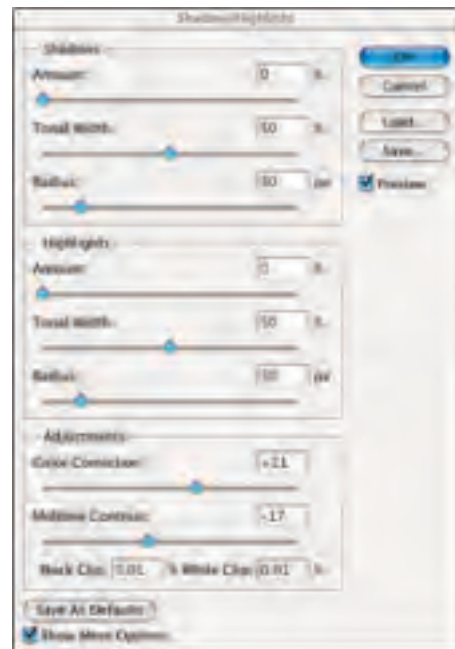 Shadows/Highlights
Shadows
Amount: 0 %
Tonal Width: 50 %
Radius: 30 px
Highlights
Amount: 0 %
Tonal Width: 50 %
Radius: 30 px
Adjustments
Color Correction: +21
Midtone Contrast: -17
Black Clip: 0.01 % White Clip: 0.01 %
Save As Defaults
Show More Options
OK
Cancel
Load...
Save...
Preview